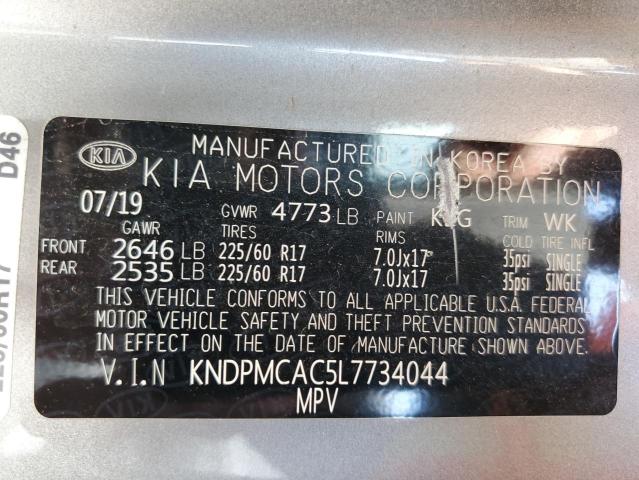 D46
KIA
MANUFACTURED IN KOREA BY
KIA MOTORS CORPORATION
07/19 GVWR 4773 LB PAINT TRIM WK
GAWR TIRES RIMS COLD TIRE INFL
FRONT 2646 LB 225/60 R17 7.0Jx17 35psi SINGLE
REAR 2535 LB 225/60 R17 7.0Jx17 35psi SINGLE
THIS VEHICLE CONFORMS TO ALL APPLICABLE U.S.A. FEDERAL
MOTOR VEHICLE SAFETY AND THEFT PREVENTION STANDARDS
IN EFFECT ON THE DATE OF MANUFACTURE SHOWN ABOVE.
V.I.N KNDPMCAC5L7734044
MPV